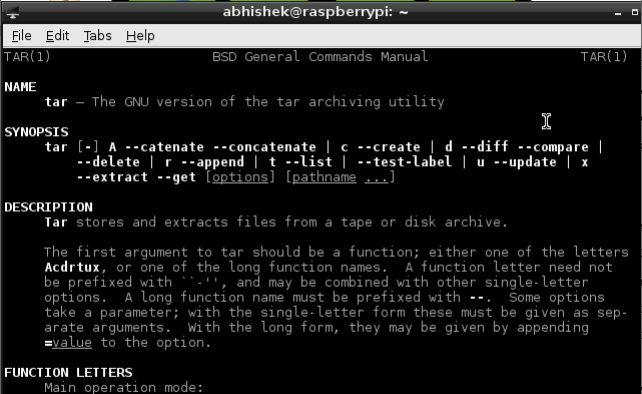 abhishek@raspberrypi: ~
File Edit Tabs Help
TAR(1) BSD General Commands Manual TAR(1)
NAME
tar — The GNU version of the tar archiving utility
SYNOPSIS
tar [-] A --catenate --concatenate | c --create | d --diff --compare |
--delete | r --append | t --list | --test-label | u --update | x
--extract --get [options] [pathname ...]
DESCRIPTION
Tar stores and extracts files from a tape or disk archive.
The first argument to tar should be a function; either one of the letters
Acdrtux, or one of the long function names. A function letter need not
be prefixed with ``-'', and may be combined with other single-letter
options. A long function name must be prefixed with --. Some options
take a parameter; with the single-letter form these must be given as sep-
arate arguments. With the long form, they may be given by appending
=value to the option.
FUNCTION LETTERS
Main operation mode: